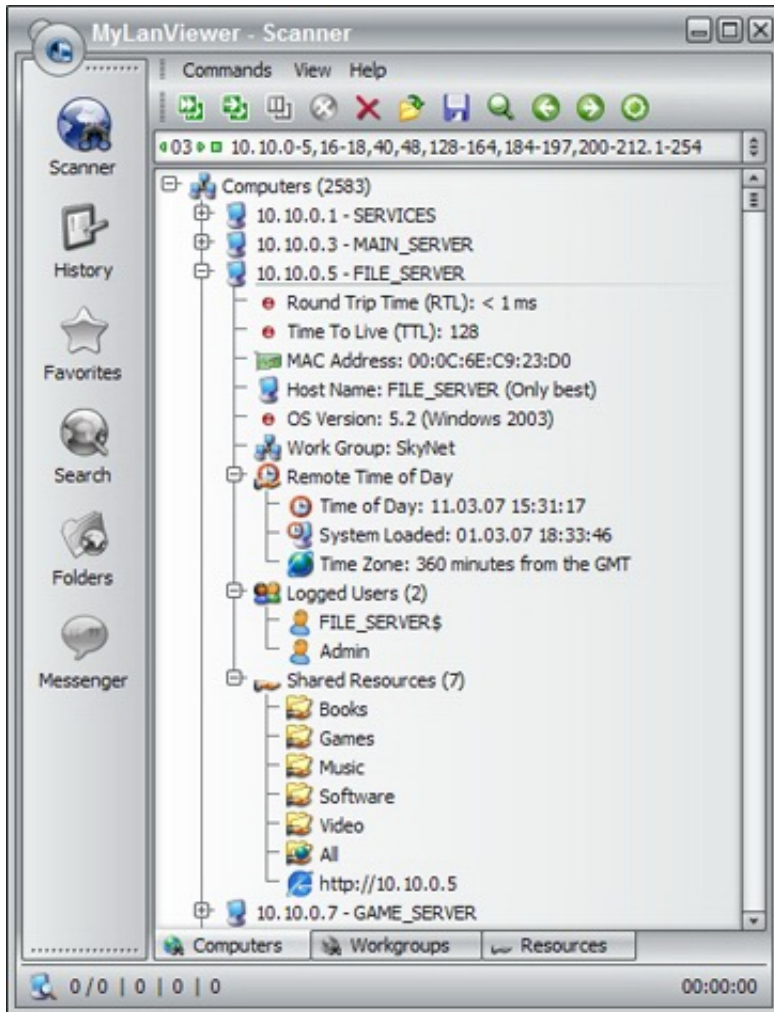 MyLanViewer - Scanner
Commands View Help
03 10.10.0-5,16-18,40,48,128-164,184-197,200-212.1-254
Scanner
History
Favorites
Search
Folders
Messenger
Computers (2583)
10.10.0.1 - SERVICES
10.10.0.3 - MAIN_SERVER
10.10.0.5 - FILE_SERVER
Round Trip Time (RTL): < 1 ms
Time To Live (TTL): 128
MAC Address: 00:0C:6E:C9:23:D0
Host Name: FILE_SERVER (Only best)
OS Version: 5.2 (Windows 2003)
Work Group: SkyNet
Remote Time of Day
Time of Day: 11.03.07 15:31:17
System Loaded: 01.03.07 18:33:46
Time Zone: 360 minutes from the GMT
Logged Users (2)
FILE_SERVER$
Admin
Shared Resources (7)
Books
Games
Music
Software
Video
All
http://10.10.0.5
10.10.0.7 - GAME_SERVER
Computers Workgroups Resources
0/0 | 0 | 0 | 0 00:00:00